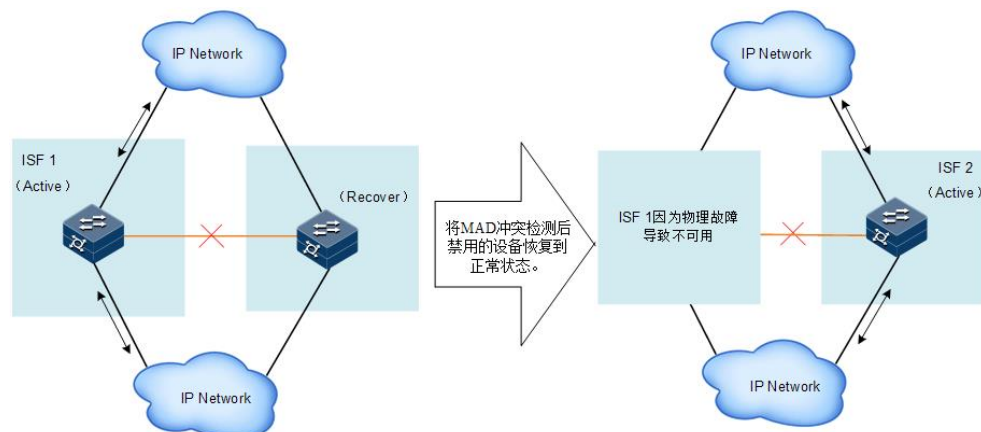 IP Network
ISF 1
（Active）
（Recover）
IP Network
将MAD冲突检测后
禁用的设备恢复到
正常状态。
IP Network
ISF 1因为物理故障
导致不可用
ISF 2
（Active）
IP Network